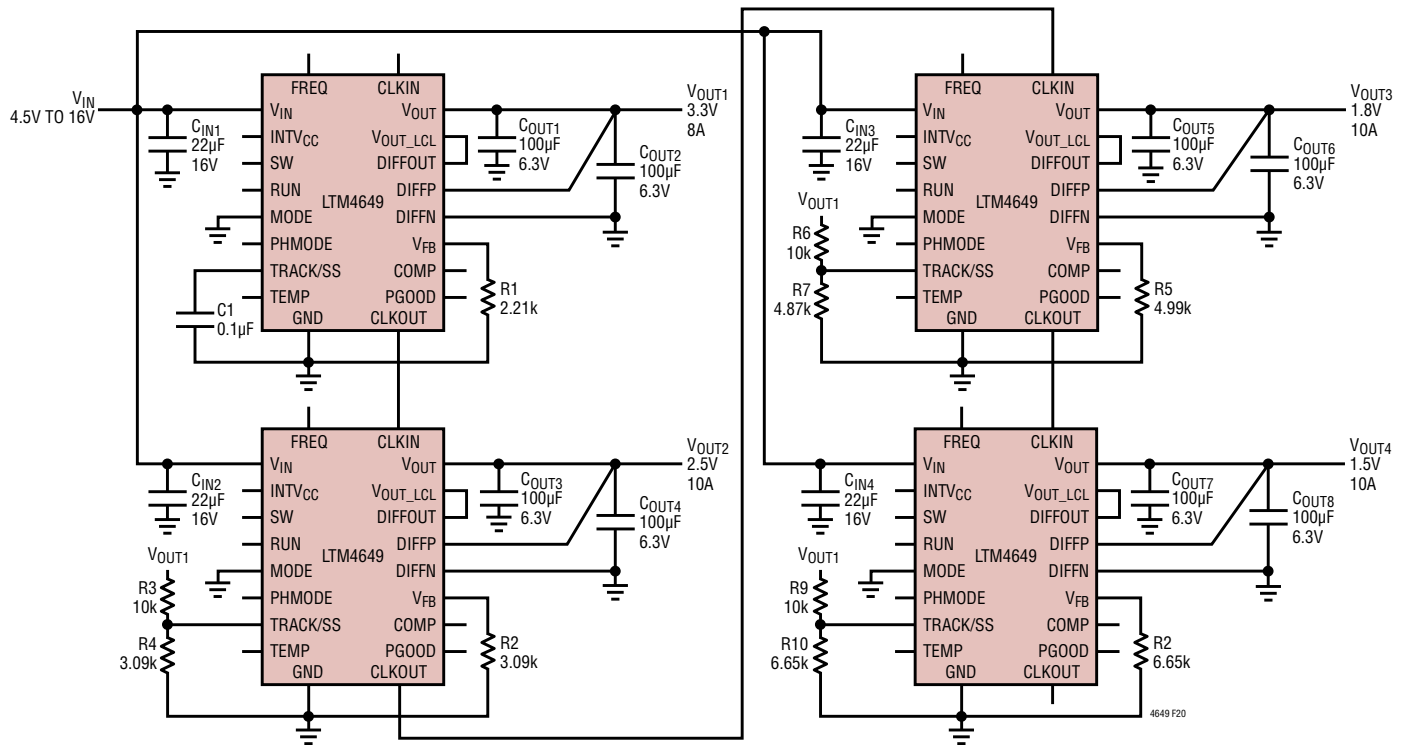 VIN
4.5V TO 16V
CIN1
22µF
16V
FREQ CLKIN
VIN VOUT
INTVCC VOUT_LCL
SW DIFFOUT
RUN DIFFP
LTM4649
MODE DIFFN
PHMODE VFB
TRACK/SS COMP
TEMP PGOOD
GND CLKOUT
C1
0.1µF
R1
2.21k
COUT1
100µF
6.3V
COUT2
100µF
6.3V
VOUT1
3.3V
8A
CIN3
22µF
16V
VOUT1
R6
10k
R7
4.87k
FREQ CLKIN
VIN VOUT
INTVCC VOUT_LCL
SW DIFFOUT
RUN DIFFP
LTM4649
MODE DIFFN
PHMODE VFB
TRACK/SS COMP
TEMP PGOOD
GND CLKOUT
R5
4.99k
COUT5
100µF
6.3V
COUT6
100µF
6.3V
VOUT3
1.8V
10A
CIN2
22µF
16V
VOUT1
R3
10k
R4
3.09k
FREQ CLKIN
VIN VOUT
INTVCC VOUT_LCL
SW DIFFOUT
RUN DIFFP
LTM4649
MODE DIFFN
PHMODE VFB
TRACK/SS COMP
TEMP PGOOD
GND CLKOUT
R2
3.09k
COUT3
100µF
6.3V
COUT4
100µF
6.3V
VOUT2
2.5V
10A
CIN4
22µF
16V
VOUT1
R9
10k
R10
6.65k
FREQ CLKIN
VIN VOUT
INTVCC VOUT_LCL
SW DIFFOUT
RUN DIFFP
LTM4649
MODE DIFFN
PHMODE VFB
TRACK/SS COMP
TEMP PGOOD
GND CLKOUT
R2
6.65k
COUT7
100µF
6.3V
COUT8
100µF
6.3V
VOUT4
1.5V
10A
4649 F20